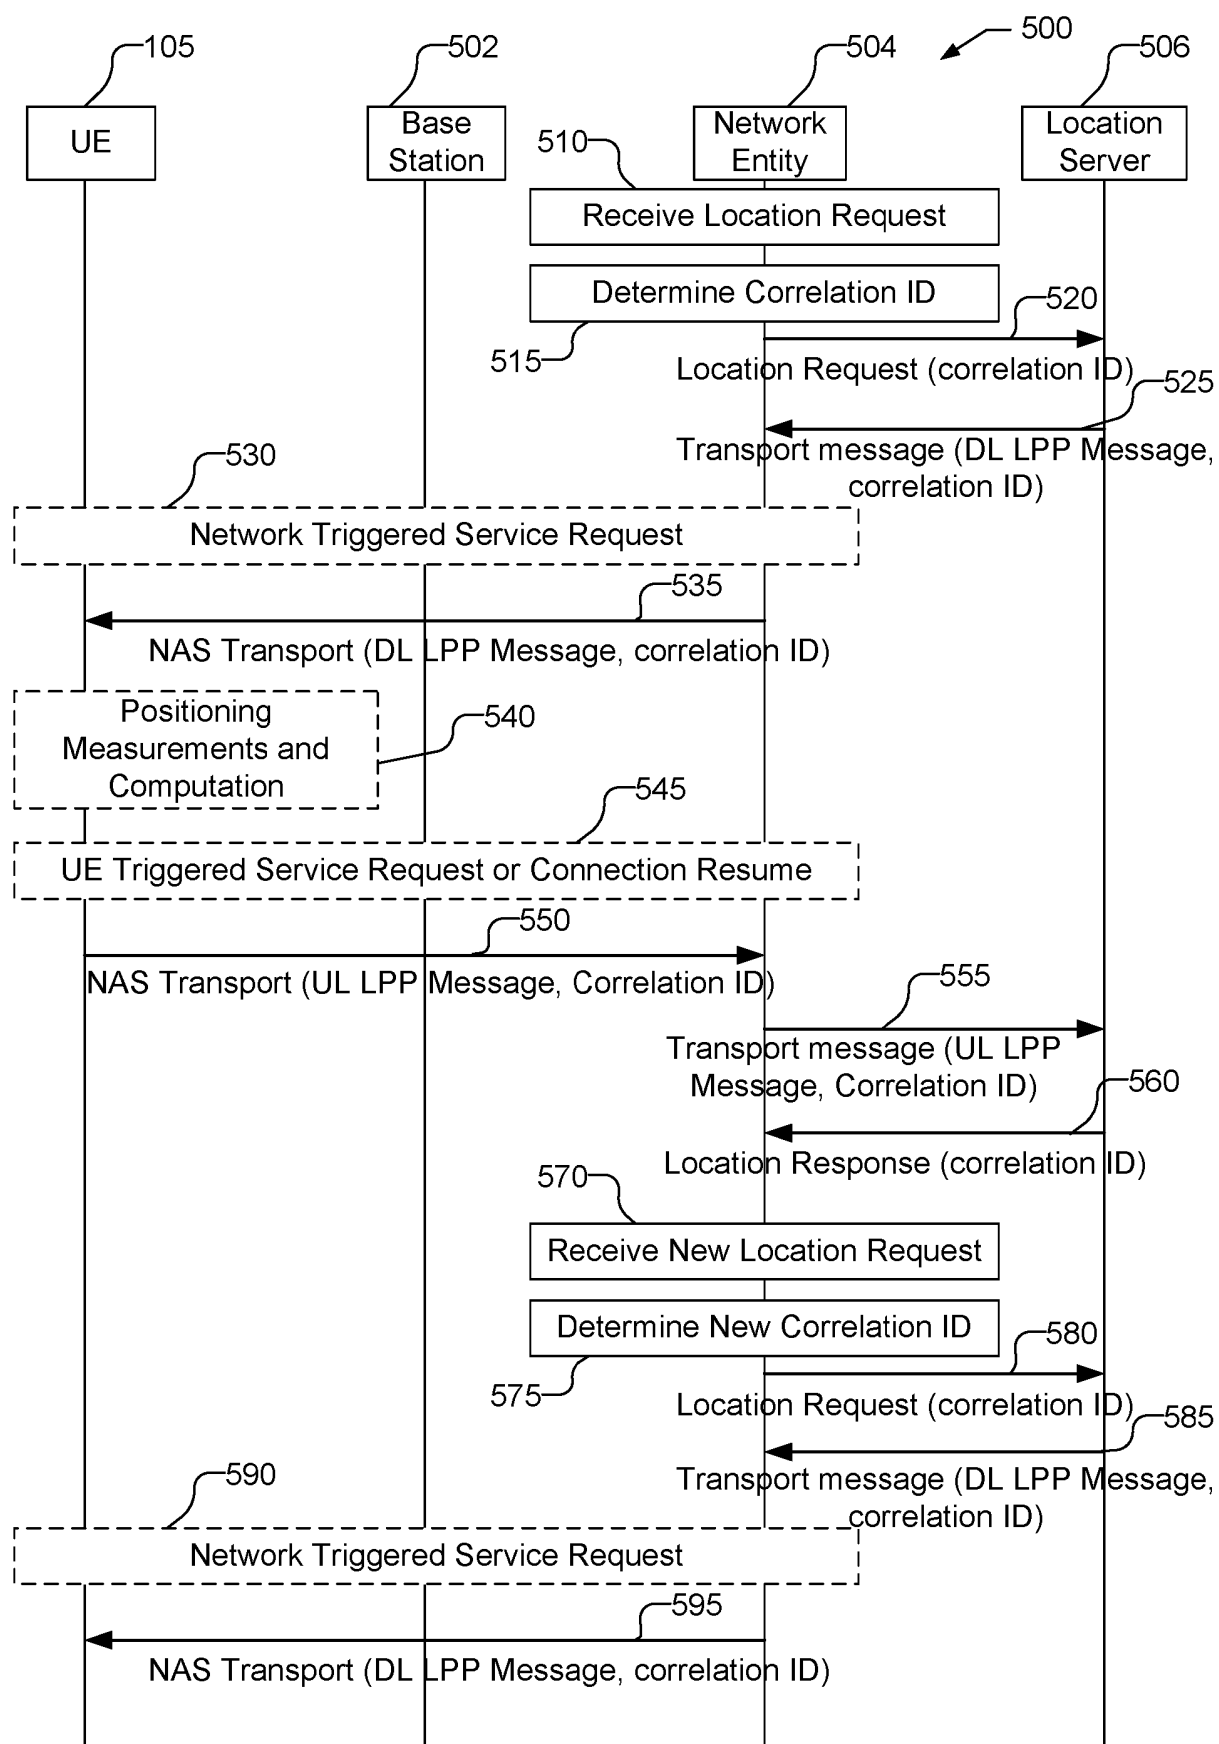 500
105
502
504
506
UE
Base
Station
Network
Entity
Location
Server
510
Receive Location Request
Determine Correlation ID
515
520
Location Request (correlation ID)
525
Transport message (DL LPP Message,
correlation ID)
530
Network Triggered Service Request
535
NAS Transport (DL LPP Message, correlation ID)
Positioning
Measurements and
Computation
540
545
UE Triggered Service Request or Connection Resume
550
NAS Transport (UL LPP Message, Correlation ID)
555
Transport message (UL LPP
Message, Correlation ID)
560
Location Response (correlation ID)
570
Receive New Location Request
Determine New Correlation ID
575
580
Location Request (correlation ID)
585
Transport message (DL LPP Message,
correlation ID)
590
Network Triggered Service Request
595
NAS Transport (DL LPP Message, correlation ID)